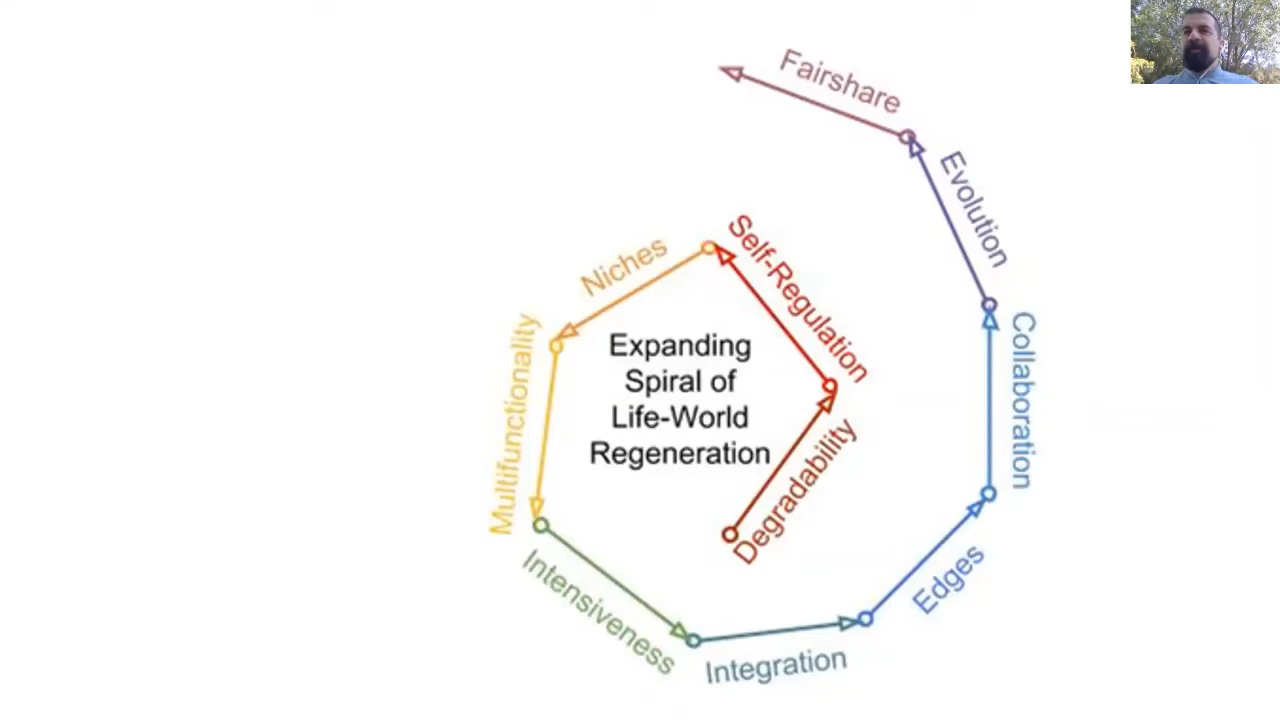 Expanding
Spiral of
Life-World
Regeneration
Degradability
Self-Regulation
Niches
Multifunctionality
Intensiveness
Integration
Edges
Collaboration
Evolution
Fairshare